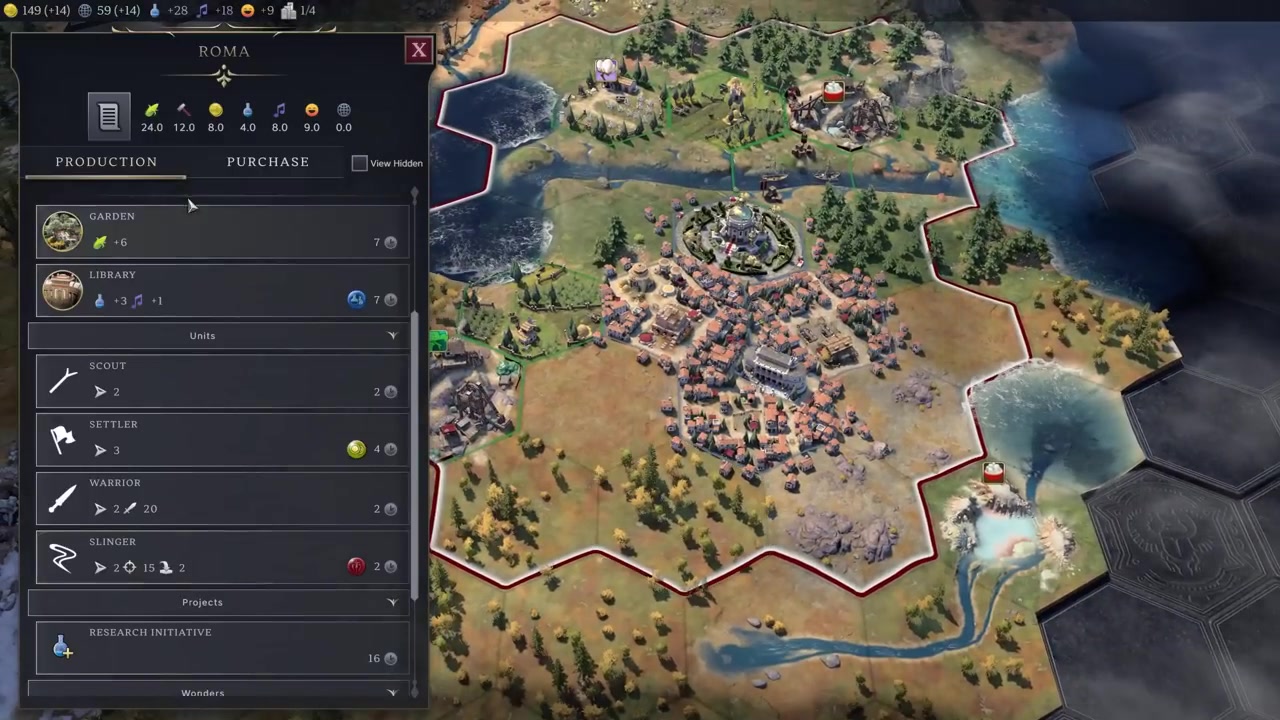 149 (+14) 59 (+14) +28 +18 +9 1/4
ROMA
X
24.0 12.0 8.0 4.0 8.0 9.0 0.0
PRODUCTION PURCHASE View Hidden
GARDEN
+6 7
LIBRARY
+3 +1 7
Units
SCOUT
2 2
SETTLER
3 4
WARRIOR
2 20 2
SLINGER
2 15 2 2
Projects
RESEARCH INITIATIVE
16
Wonders